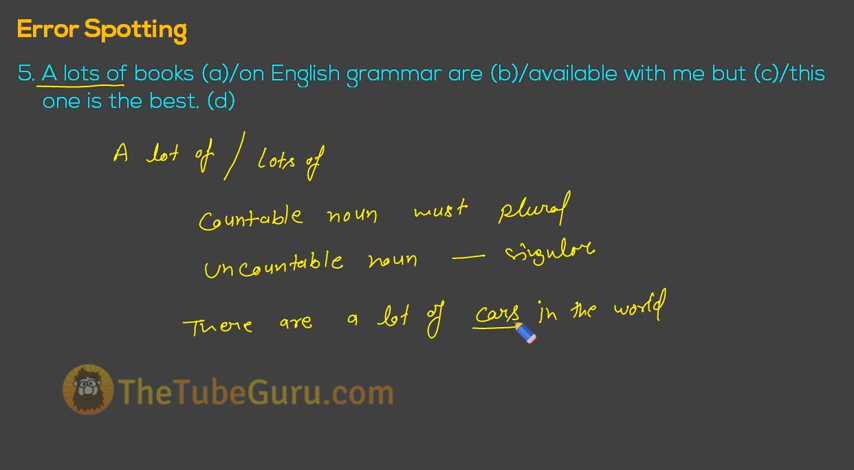 Error Spotting
5. A lots of books (a)/on English grammar are (b)/available with me but (c)/this
one is the best. (d)
A lot of / Lots of
Countable noun must plural
Uncountable noun — singular
There are a lot of cars in the world
TheTubeGuru.com